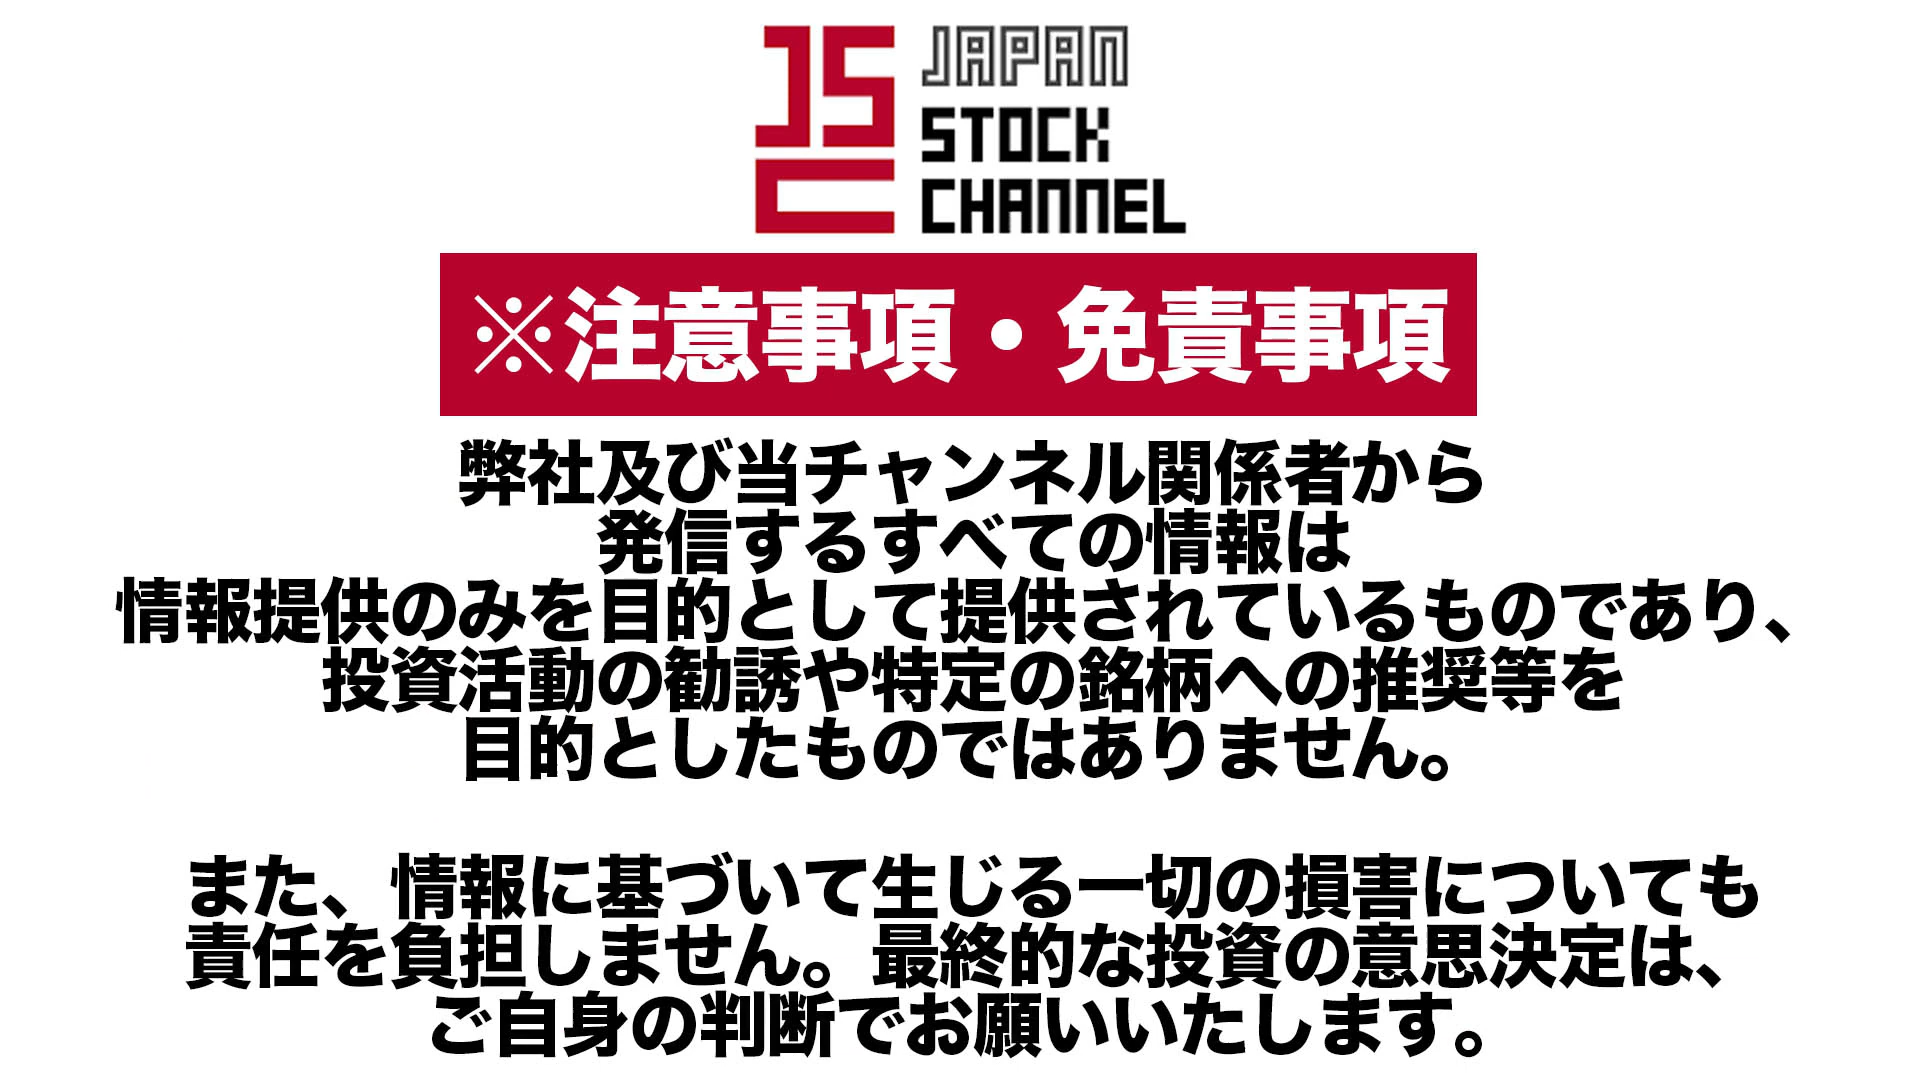 JSC
JAPAN
STOCK
CHANNEL
※注意事項・免責事項
弊社及び当チャンネル関係者から
発信するすべての情報は
情報提供のみを目的として提供されているものであり、
投資活動の勧誘や特定の銘柄への推奨等を
目的としたものではありません。
また、情報に基づいて生じる一切の損害についても
責任を負担しません。最終的な投資の意思決定は、
ご自身の判断でお願いいたします。